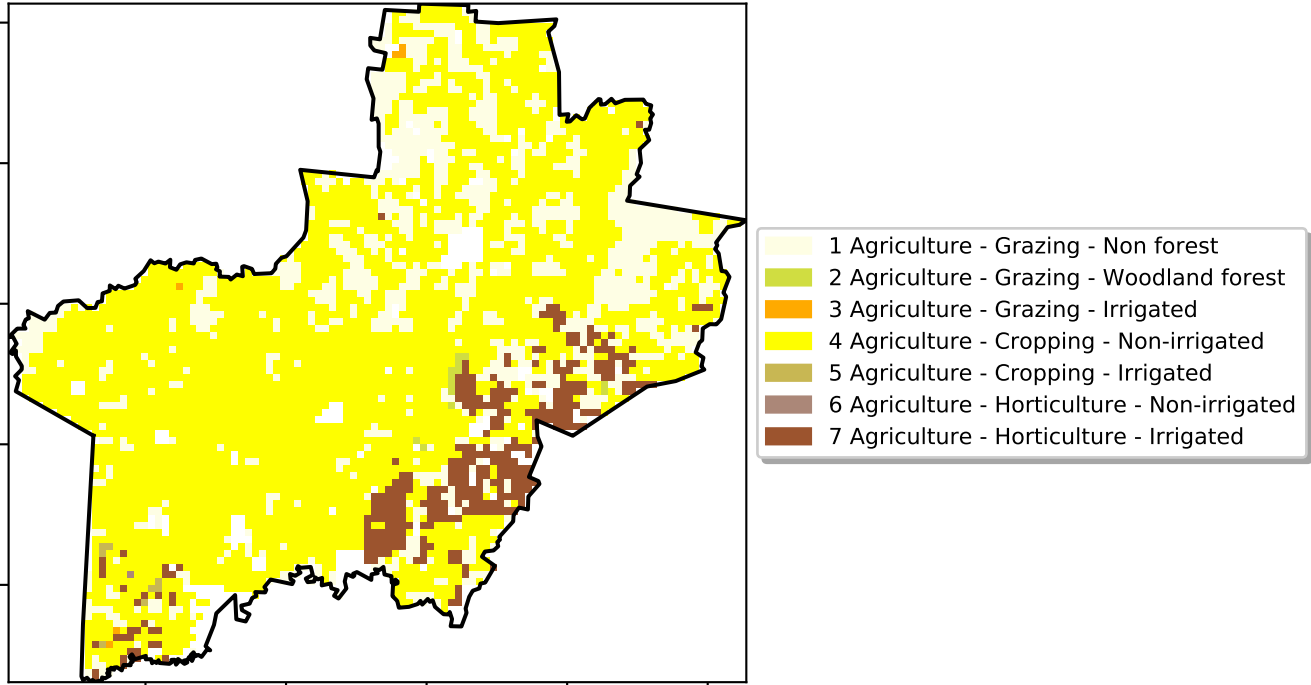 1 Agriculture - Grazing - Non forest
2 Agriculture - Grazing - Woodland forest
3 Agriculture - Grazing - Irrigated
4 Agriculture - Cropping - Non-irrigated
5 Agriculture - Cropping - Irrigated
6 Agriculture - Horticulture - Non-irrigated
7 Agriculture - Horticulture - Irrigated